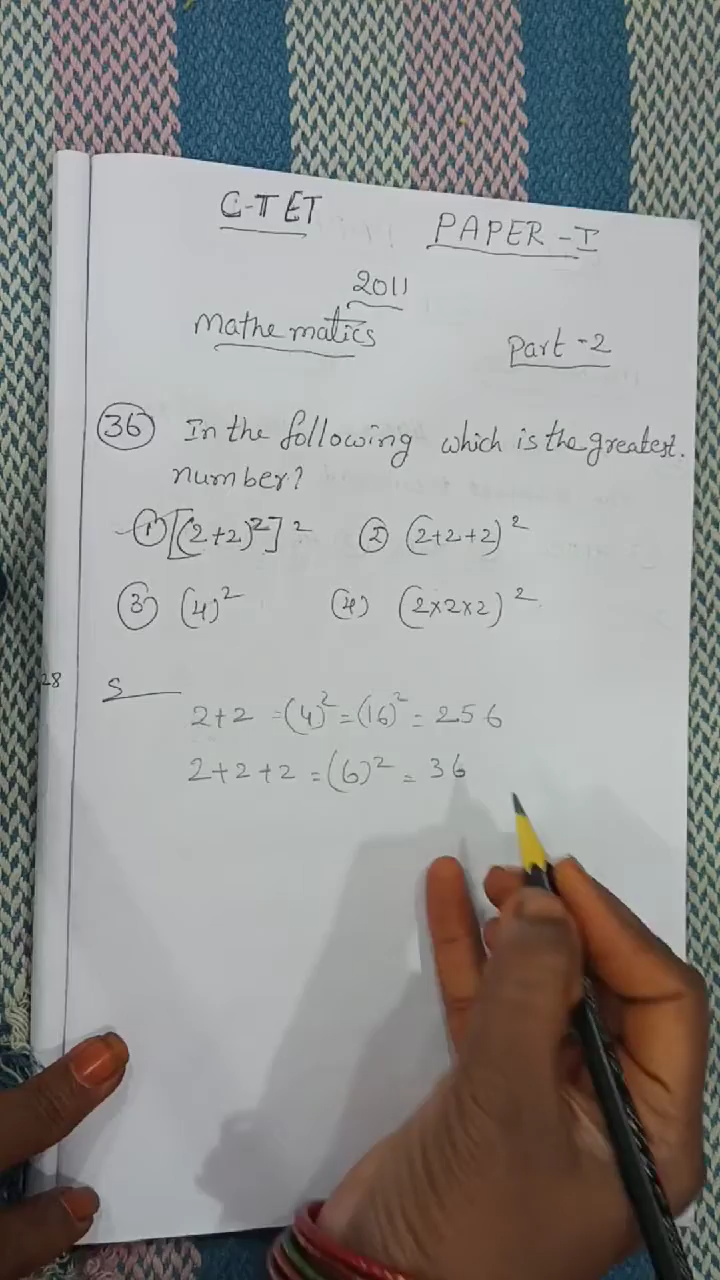 C-TET PAPER-I
2011
Mathematics Part-2
36 In the following which is the greatest.
number?
① [(2+2)²]² ② (2+2+2)²
③ (4)² (4) (2×2×2)²
28 S
2+2 =(4)²=(16)² = 256
2+2+2 =(6)² = 36